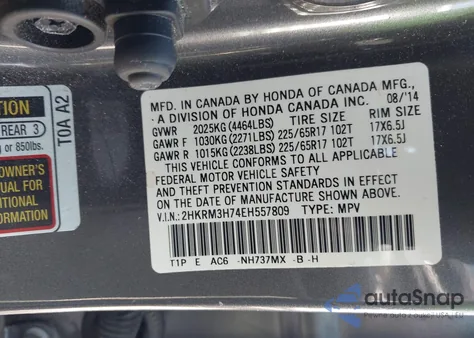 TION
REAR 3
or 850lbs.
WNER'S
NUAL FOR
DITIONAL
MATION.
T0A A2
MFD. IN CANADA BY HONDA OF CANADA MFG.,
A DIVISION OF HONDA CANADA INC. 08/14
GVWR 2025KG (4464LBS) TIRE SIZE RIM SIZE
GAWR F 1030KG (2271LBS) 225/65R17 102T 17X6.5J
GAWR R 1015KG (2238LBS) 225/65R17 102T 17X6.5J
THIS VEHICLE CONFORMS TO ALL APPLICABLE
FEDERAL MOTOR VEHICLE SAFETY
AND THEFT PREVENTION STANDARDS IN EFFECT
ON THE DATE OF MANUFACTURE SHOWN ABOVE.
V.I.N.: 2HKRM3H74EH557809 TYPE: MPV
T1P E AC6 -NH737MX -B -H
autoSnap